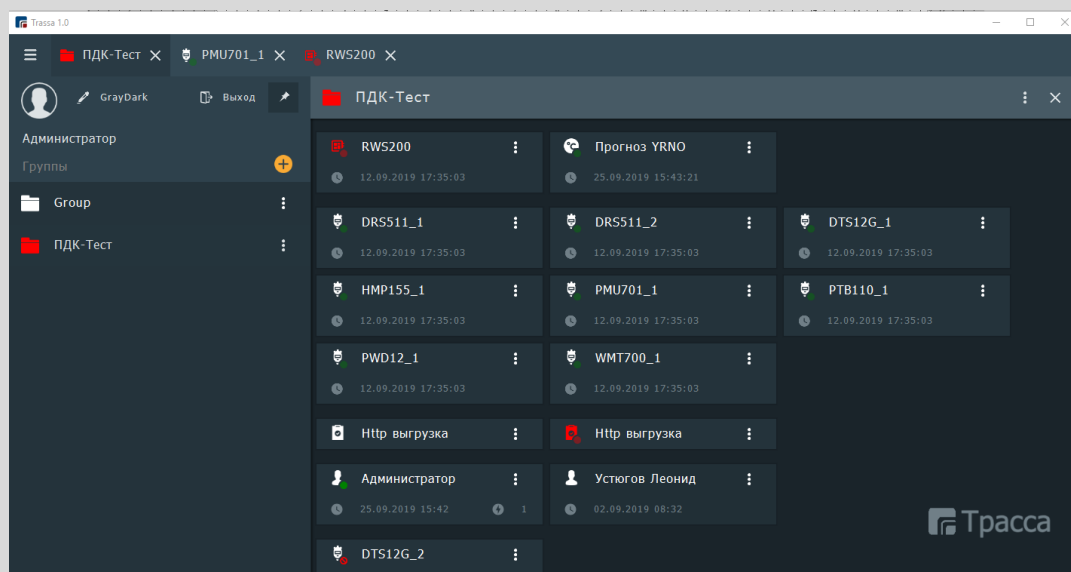 Trassa 1.0
ПДК-Тест PMU701_1 RWS200
GrayDark Выход
ПДК-Тест
Администратор
Группы
Group
ПДК-Тест
RWS200 Прогноз YRNO
12.09.2019 17:35:03 25.09.2019 15:43:21
DRS511_1 DRS511_2 DTS12G_1
12.09.2019 17:35:03 12.09.2019 17:35:03 12.09.2019 17:35:03
HMP155_1 PMU701_1 PTB110_1
12.09.2019 17:35:03 12.09.2019 17:35:03 12.09.2019 17:35:03
PWD12_1 WMT700_1
12.09.2019 17:35:03 12.09.2019 17:35:03
Http выгрузка Http выгрузка
Администратор Устюгов Леонид
25.09.2019 15:42 1 02.09.2019 08:32
Трасса
DTS12G_2